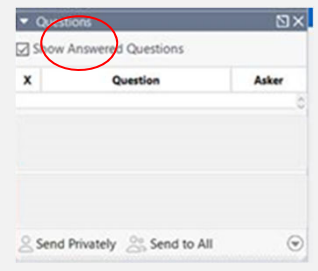 Questions
Show Answered Questions
X Question Asker
Send Privately Send to All